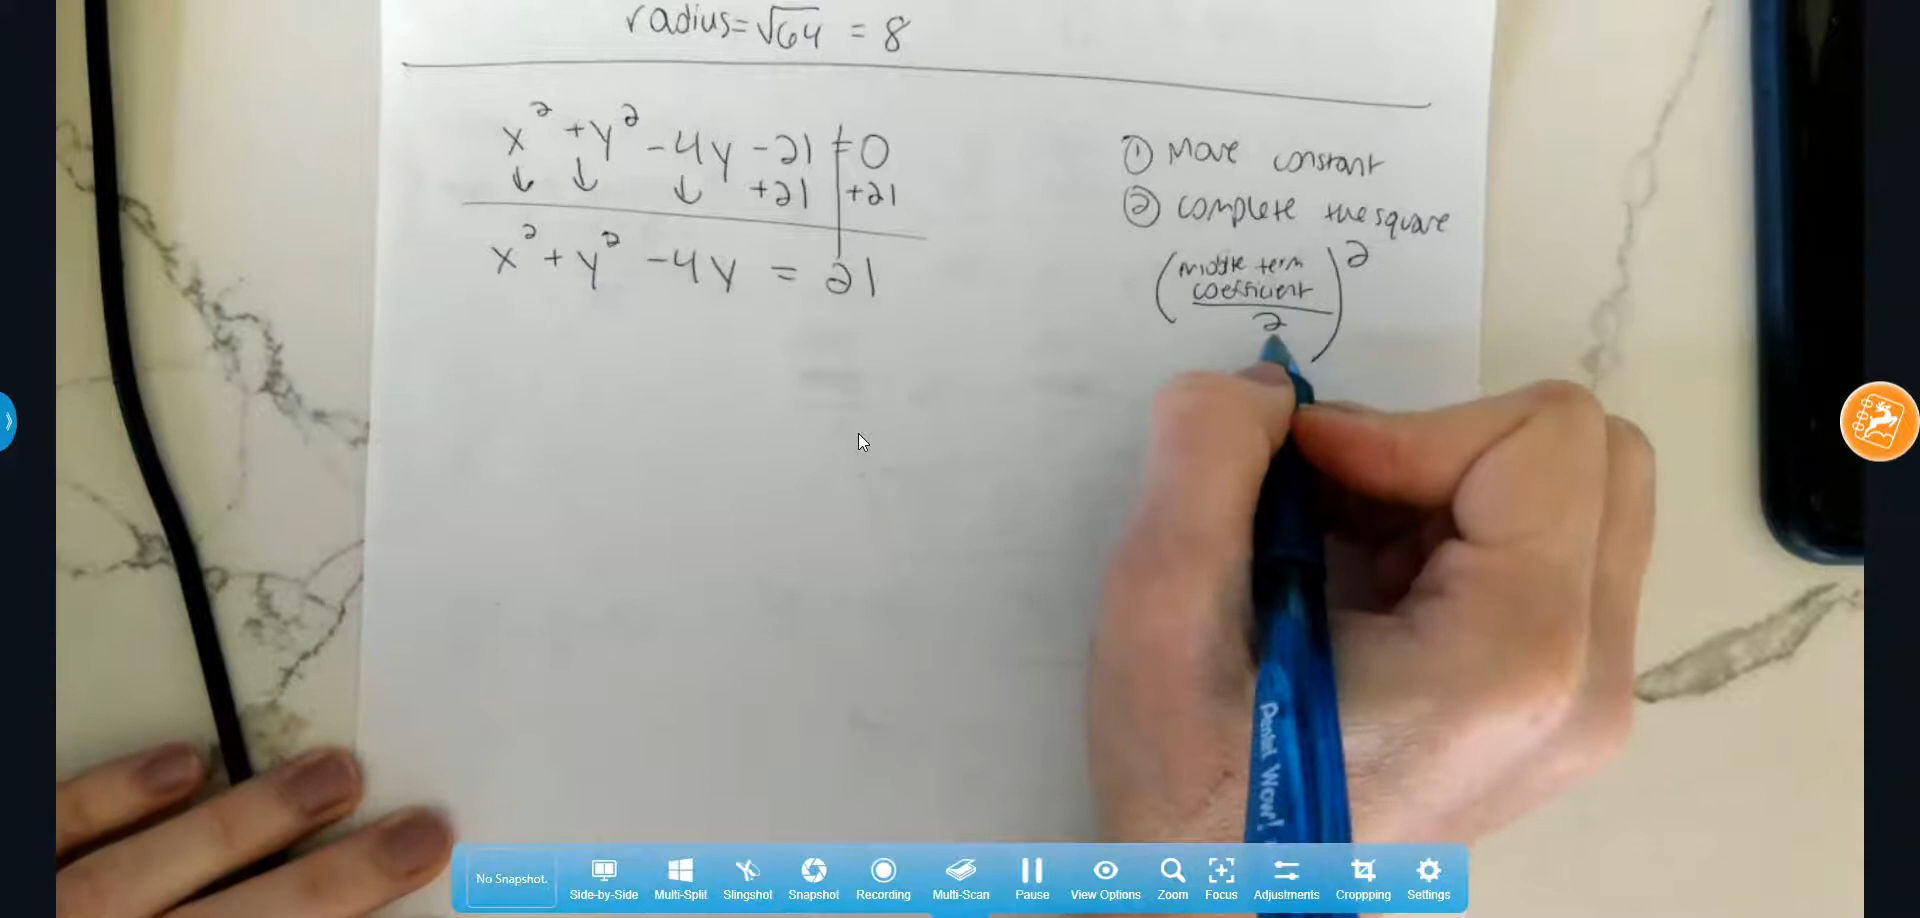 radius=√64 = 8
x² + y² - 4y - 21 = 0
↓ ↓ ↓ +21 +21
x² + y² - 4y = 21
① Move constant
② complete the square
(middle term
coefficient
2)²
Pentel Wow!
No Snapshot.
Side-by-Side
Multi-Split
Slingshot
Snapshot
Recording
Multi-Scan
Pause
View Options
Zoom
Focus
Adjustments
Croppping
Settings